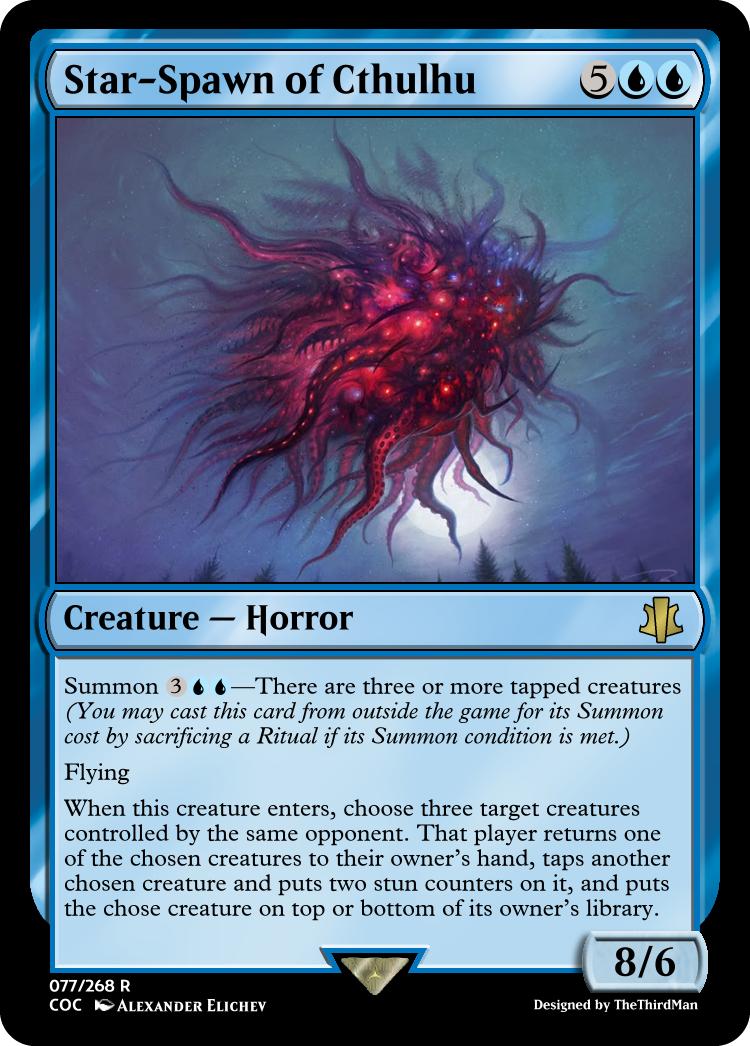 Star-Spawn of Cthulhu 5
Creature — Horror
Summon 3 —There are three or more tapped creatures
(You may cast this card from outside the game for its Summon
cost by sacrificing a Ritual if its Summon condition is met.)
Flying
When this creature enters, choose three target creatures
controlled by the same opponent. That player returns one
of the chosen creatures to their owner's hand, taps another
chosen creature and puts two stun counters on it, and puts
the chose creature on top or bottom of its owner's library.
8/6
077/268 R
COC ALEXANDER ELICHEV
Designed by TheThirdMan